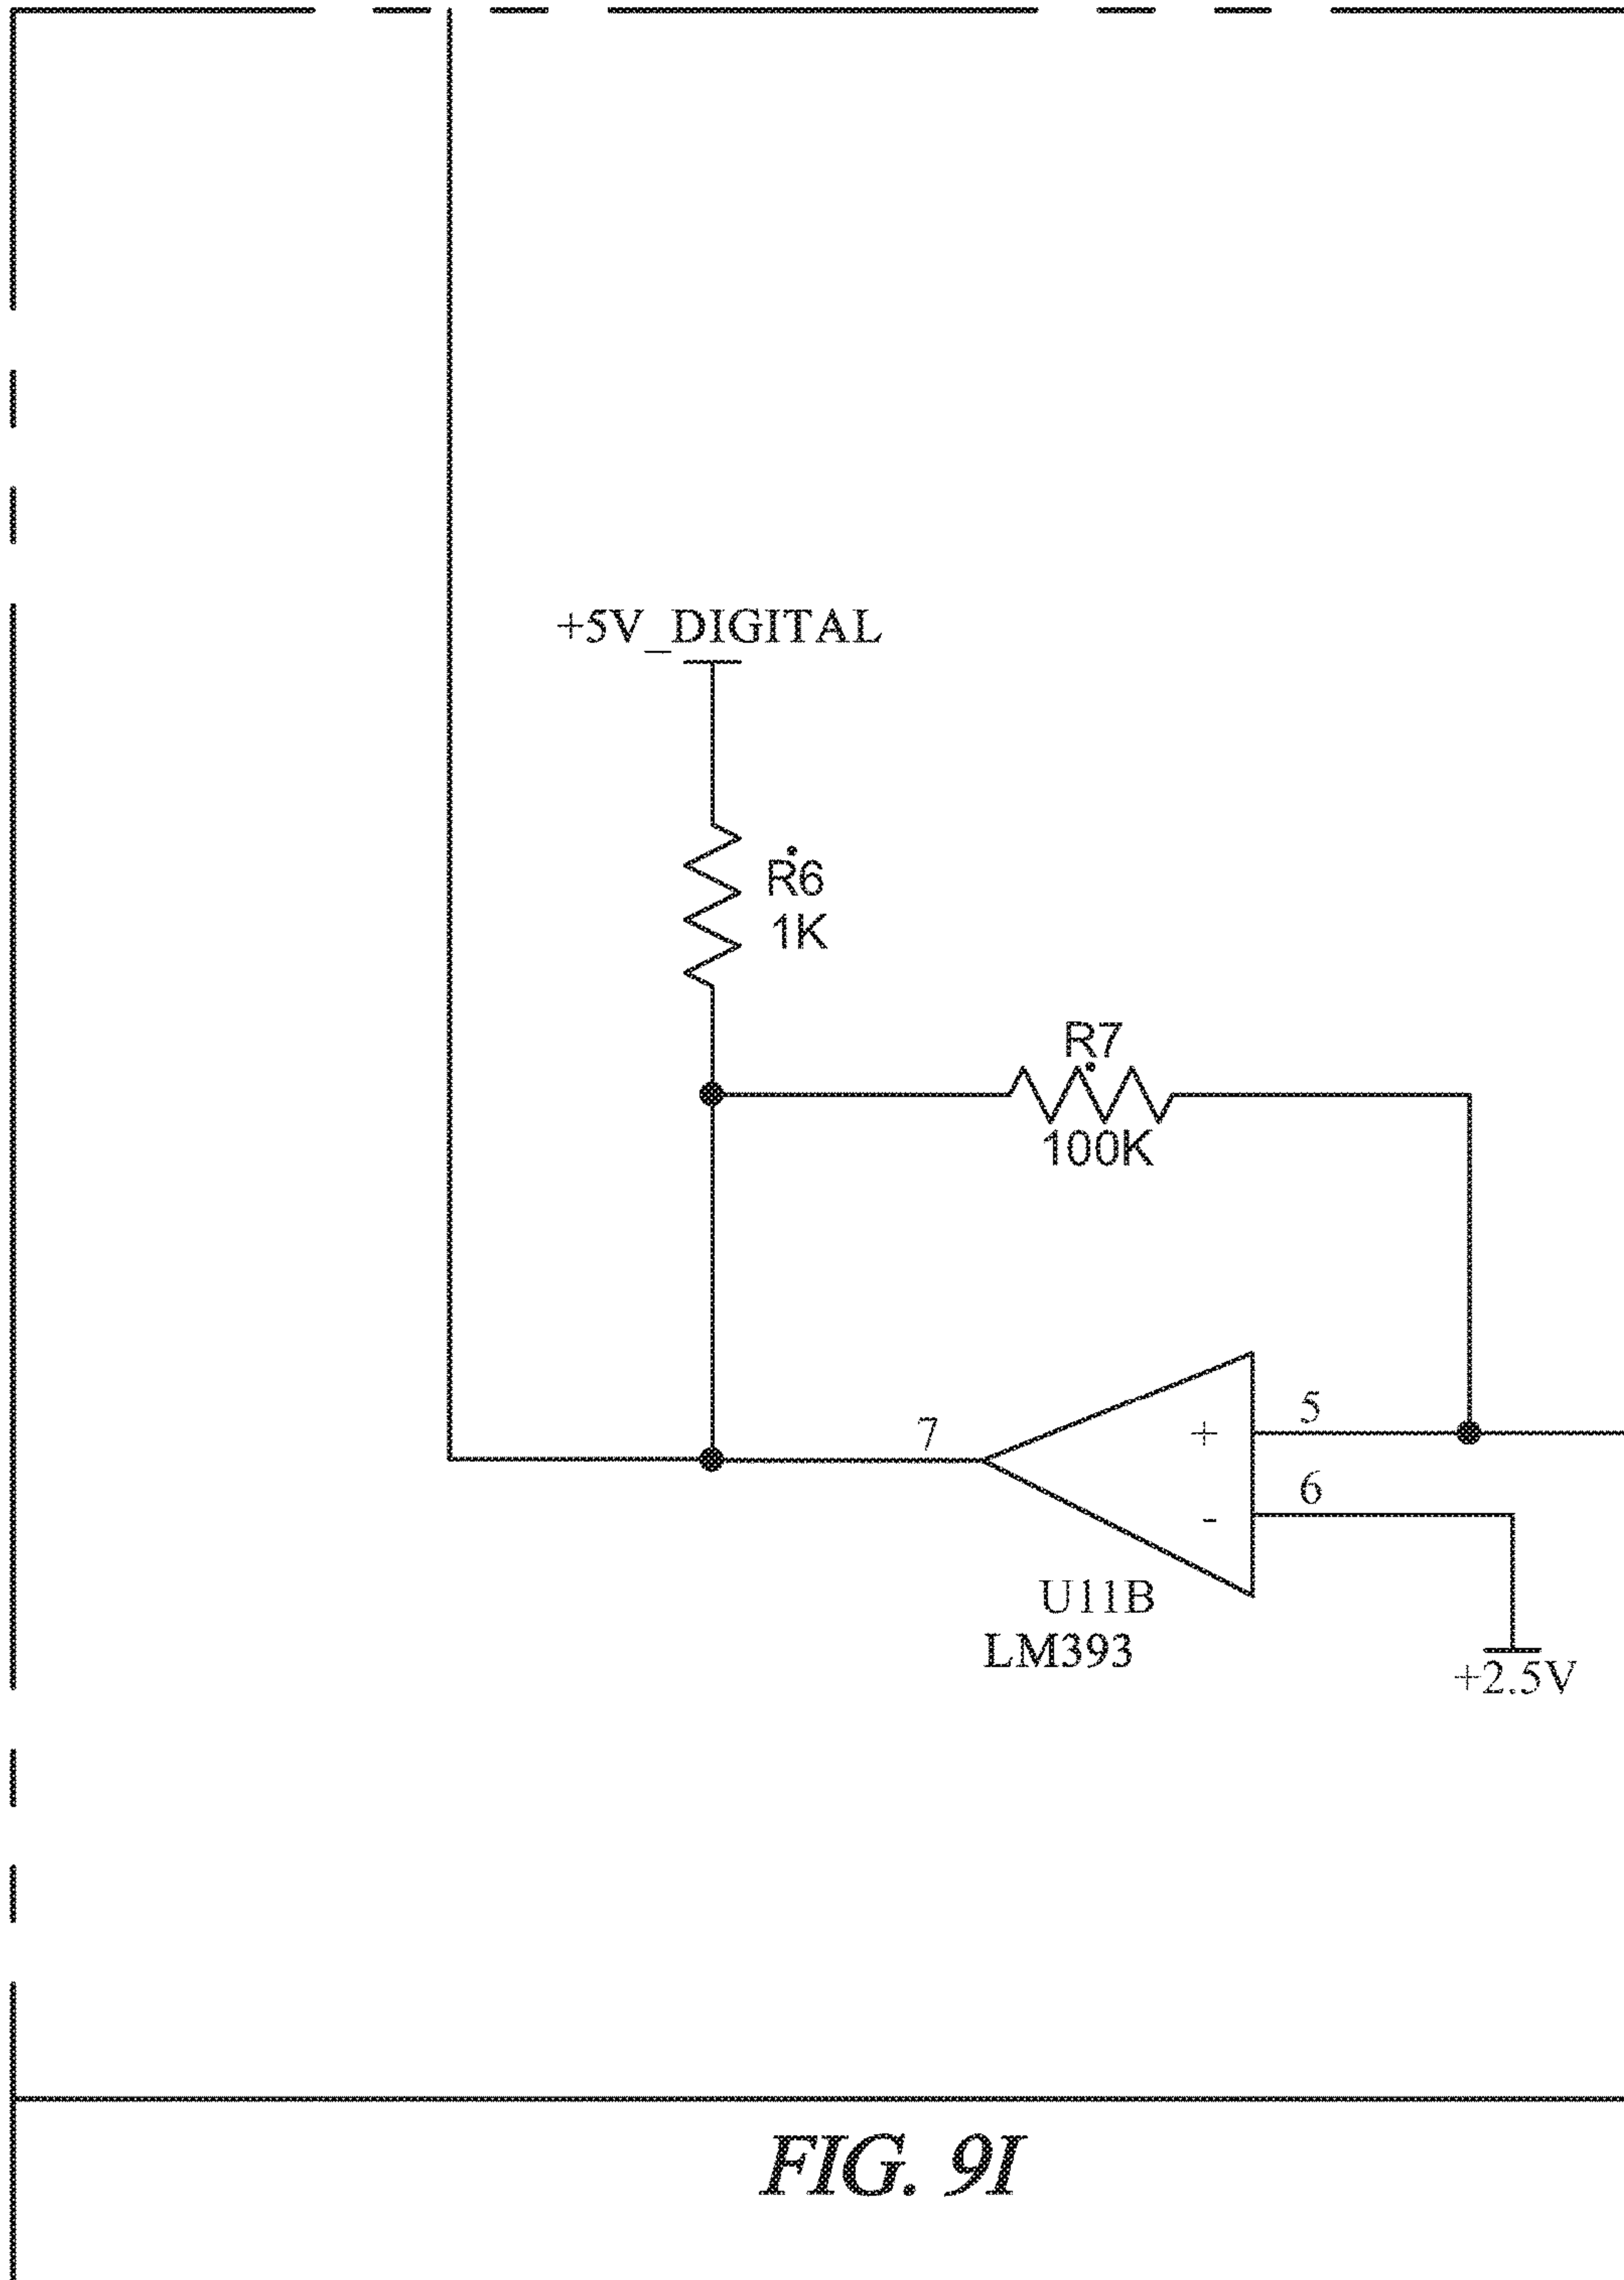 +5V_DIGITAL
R6
1K
R7
100K
7
+
5
-
6
U11B
LM393
+2.5V
FIG. 9I